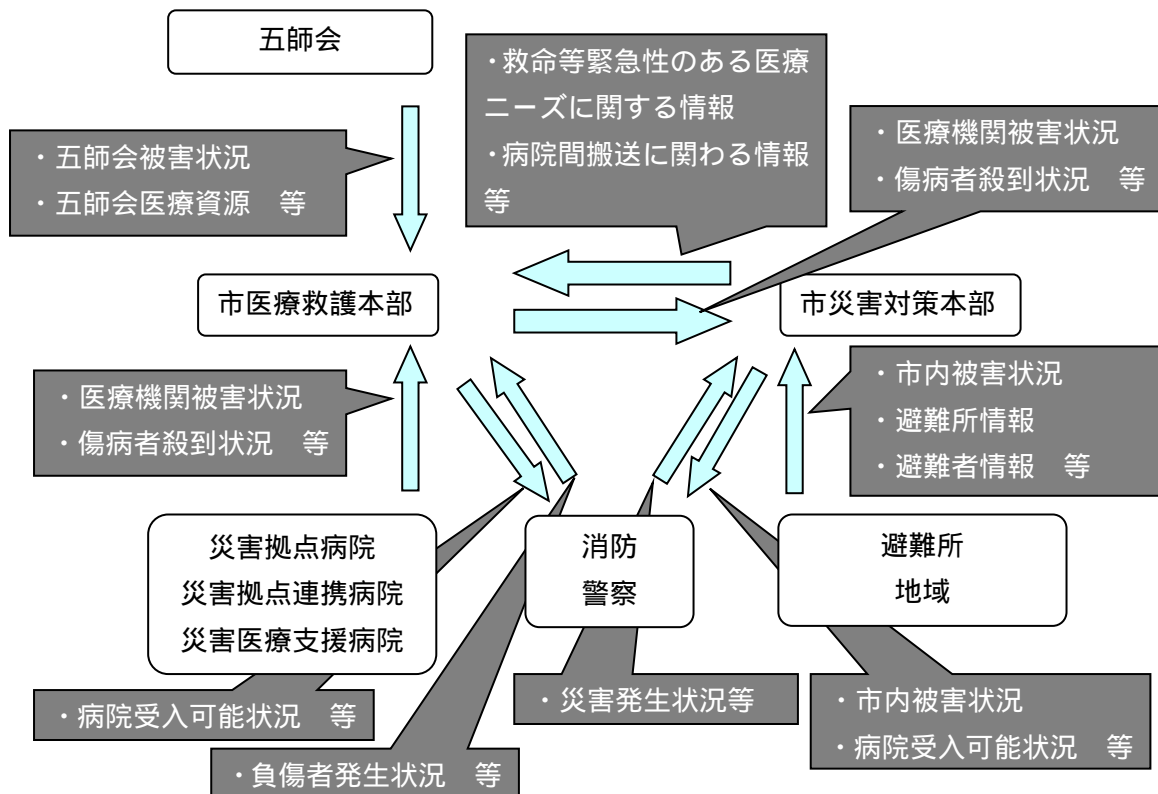 五師会
・救命等緊急性のある医療
ニーズに関する情報
・病院間搬送に関わる情報
等
・医療機関被害状況
・傷病者殺到状況　等
・五師会被害状況
・五師会医療資源　等
市医療救護本部
市災害対策本部
・医療機関被害状況
・傷病者殺到状況　等
・市内被害状況
・避難所情報
・避難者情報　等
災害拠点病院
災害拠点連携病院
災害医療支援病院
消防
警察
避難所
地域
・病院受入可能状況　等
・災害発生状況等
・市内被害状況
・病院受入可能状況　等
・負傷者発生状況　等